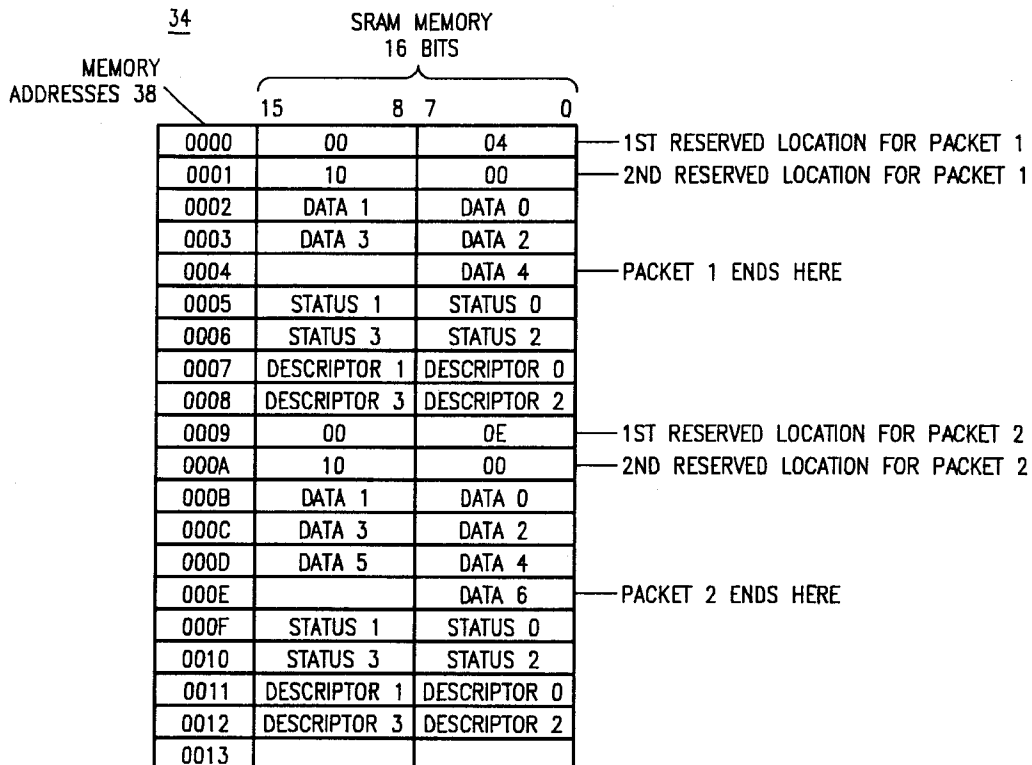 34
SRAM MEMORY
16 BITS
MEMORY
ADDRESSES 38
15 8 7 0
0000 00 04 1ST RESERVED LOCATION FOR PACKET 1
0001 10 00 2ND RESERVED LOCATION FOR PACKET 1
0002 DATA 1 DATA 0
0003 DATA 3 DATA 2
0004 DATA 4 PACKET 1 ENDS HERE
0005 STATUS 1 STATUS 0
0006 STATUS 3 STATUS 2
0007 DESCRIPTOR 1 DESCRIPTOR 0
0008 DESCRIPTOR 3 DESCRIPTOR 2
0009 00 0E 1ST RESERVED LOCATION FOR PACKET 2
000A 10 00 2ND RESERVED LOCATION FOR PACKET 2
000B DATA 1 DATA 0
000C DATA 3 DATA 2
000D DATA 5 DATA 4
000E DATA 6 PACKET 2 ENDS HERE
000F STATUS 1 STATUS 0
0010 STATUS 3 STATUS 2
0011 DESCRIPTOR 1 DESCRIPTOR 0
0012 DESCRIPTOR 3 DESCRIPTOR 2
0013